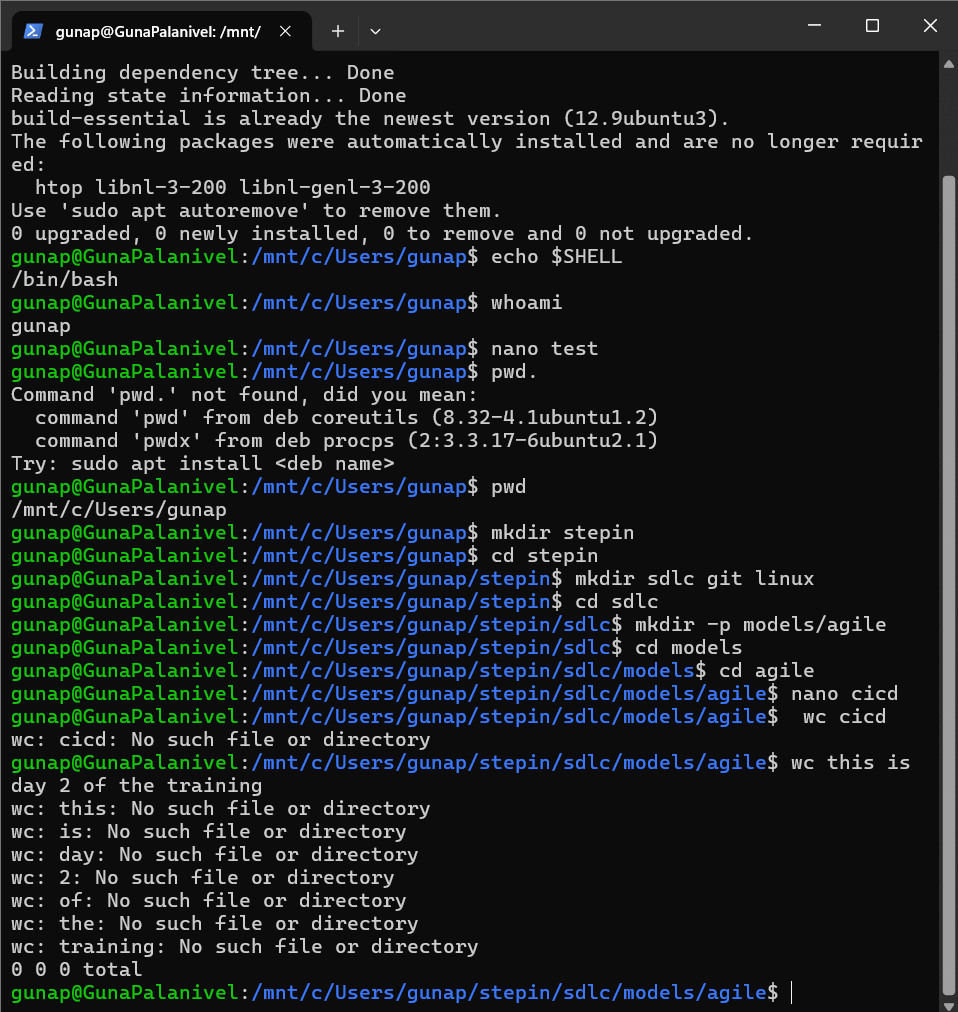 gunap@GunaPalanivel: /mnt/
Building dependency tree... Done
Reading state information... Done
build-essential is already the newest version (12.9ubuntu3).
The following packages were automatically installed and are no longer requir
ed:
  htop libnl-3-200 libnl-genl-3-200
Use 'sudo apt autoremove' to remove them.
0 upgraded, 0 newly installed, 0 to remove and 0 not upgraded.
gunap@GunaPalanivel:/mnt/c/Users/gunap$ echo $SHELL
/bin/bash
gunap@GunaPalanivel:/mnt/c/Users/gunap$ whoami
gunap
gunap@GunaPalanivel:/mnt/c/Users/gunap$ nano test
gunap@GunaPalanivel:/mnt/c/Users/gunap$ pwd.
Command 'pwd.' not found, did you mean:
  command 'pwd' from deb coreutils (8.32-4.1ubuntu1.2)
  command 'pwdx' from deb procps (2:3.3.17-6ubuntu2.1)
Try: sudo apt install <deb name>
gunap@GunaPalanivel:/mnt/c/Users/gunap$ pwd
/mnt/c/Users/gunap
gunap@GunaPalanivel:/mnt/c/Users/gunap$ mkdir stepin
gunap@GunaPalanivel:/mnt/c/Users/gunap$ cd stepin
gunap@GunaPalanivel:/mnt/c/Users/gunap/stepin$ mkdir sdlc git linux
gunap@GunaPalanivel:/mnt/c/Users/gunap/stepin$ cd sdlc
gunap@GunaPalanivel:/mnt/c/Users/gunap/stepin/sdlc$ mkdir -p models/agile
gunap@GunaPalanivel:/mnt/c/Users/gunap/stepin/sdlc$ cd models
gunap@GunaPalanivel:/mnt/c/Users/gunap/stepin/sdlc/models$ cd agile
gunap@GunaPalanivel:/mnt/c/Users/gunap/stepin/sdlc/models/agile$ nano cicd
gunap@GunaPalanivel:/mnt/c/Users/gunap/stepin/sdlc/models/agile$  wc cicd
wc: cicd: No such file or directory
gunap@GunaPalanivel:/mnt/c/Users/gunap/stepin/sdlc/models/agile$ wc this is
day 2 of the training
wc: this: No such file or directory
wc: is: No such file or directory
wc: day: No such file or directory
wc: 2: No such file or directory
wc: of: No such file or directory
wc: the: No such file or directory
wc: training: No such file or directory
0 0 0 total
gunap@GunaPalanivel:/mnt/c/Users/gunap/stepin/sdlc/models/agile$